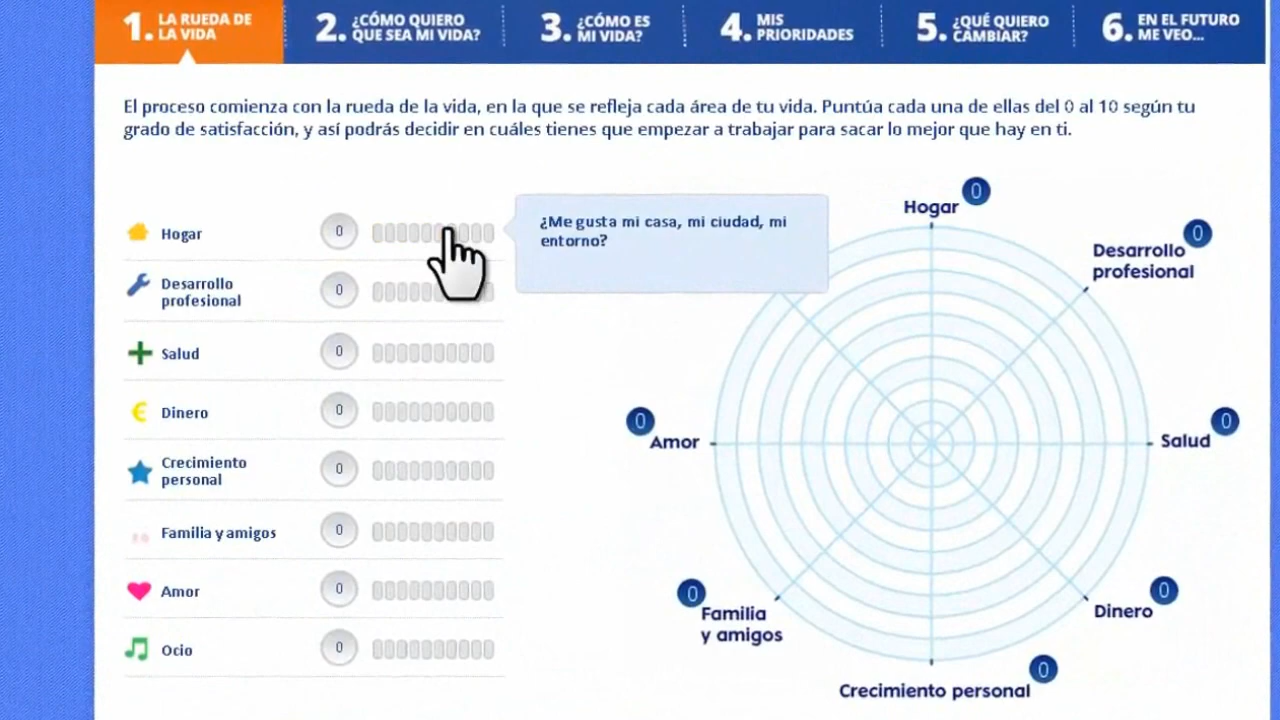 1. LA RUEDA DE
LA VIDA
2. ¿CÓMO QUIERO
QUE SEA MI VIDA?
3. ¿CÓMO ES
MI VIDA?
4. MIS
PRIORIDADES
5. ¿QUÉ QUIERO
CAMBIAR?
6. EN EL FUTURO
ME VEO...
El proceso comienza con la rueda de la vida, en la que se refleja cada área de tu vida. Puntúa cada una de ellas del 0 al 10 según tu
grado de satisfacción, y así podrás decidir en cuáles tienes que empezar a trabajar para sacar lo mejor que hay en ti.
Hogar 0
¿Me gusta mi casa, mi ciudad, mi
entorno?
Desarrollo
profesional 0
Salud 0
€ Dinero 0
Crecimiento
personal 0
Familia y amigos 0
Amor 0
Ocio 0
Hogar 0
Desarrollo
profesional 0
Salud 0
Dinero 0
Crecimiento personal 0
Familia
y amigos 0
Amor 0